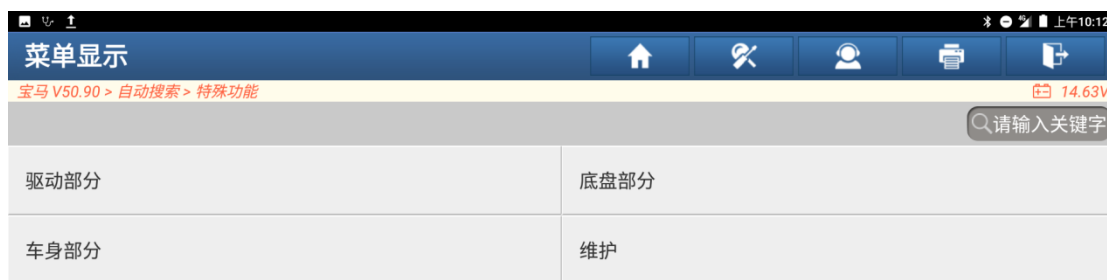 上午10:12
菜单显示
宝马 V50.90 > 自动搜索 > 特殊功能 14.63V
请输入关键字
驱动部分 底盘部分
车身部分 维护